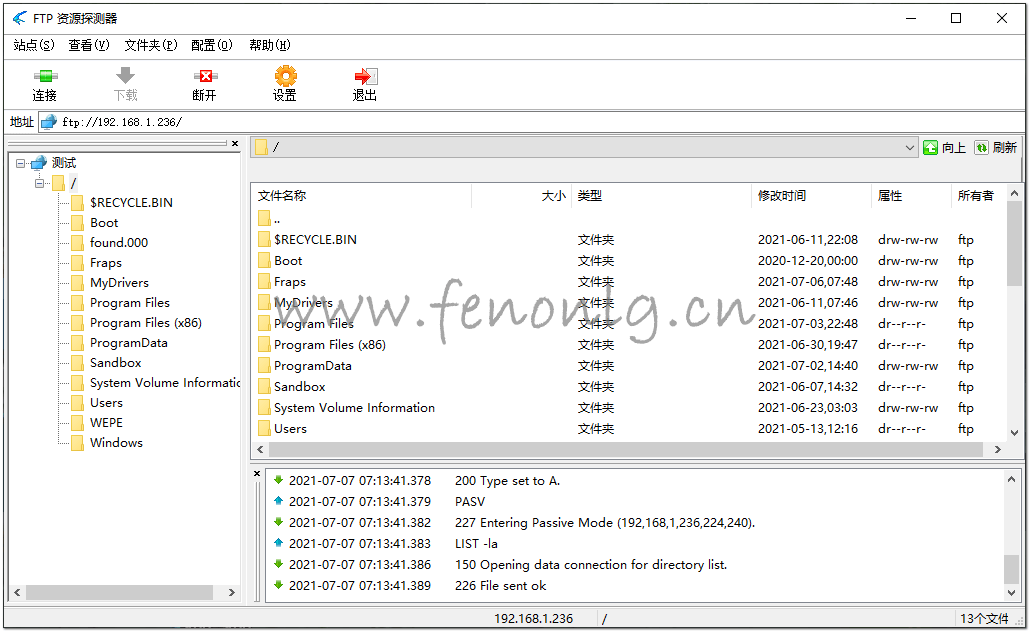 FTP 资源探测器
站点(S) 查看(V) 文件夹(P) 配置(O) 帮助(H)
连接 下载 断开 设置 退出
地址 ftp://192.168.1.236/
测试
/
$RECYCLE.BIN
Boot
found.000
Fraps
MyDrivers
Program Files
Program Files (x86)
ProgramData
Sandbox
System Volume Informatic
Users
WEPE
Windows
/ 向上 刷新
文件名称 大小 类型 修改时间 属性 所有者
..
$RECYCLE.BIN 文件夹 2021-06-11,22:08 drw-rw-rw ftp
Boot 文件夹 2020-12-20,00:00 drw-rw-rw ftp
Fraps 文件夹 2021-07-06,07:48 drw-rw-rw ftp
MyDrivers 文件夹 2021-06-11,07:46 drw-rw-rw ftp
Program Files 文件夹 2021-07-03,22:48 dr--r--r- ftp
Program Files (x86) 文件夹 2021-06-30,19:47 dr--r--r- ftp
ProgramData 文件夹 2021-07-02,14:40 drw-rw-rw ftp
Sandbox 文件夹 2021-06-07,14:32 dr--r--r- ftp
System Volume Information 文件夹 2021-06-23,03:03 drw-rw-rw ftp
Users 文件夹 2021-05-13,12:16 dr--r--r- ftp
www.fenonlg.cn
2021-07-07 07:13:41.378 200 Type set to A.
2021-07-07 07:13:41.379 PASV
2021-07-07 07:13:41.382 227 Entering Passive Mode (192,168,1,236,224,240).
2021-07-07 07:13:41.383 LIST -la
2021-07-07 07:13:41.386 150 Opening data connection for directory list.
2021-07-07 07:13:41.389 226 File sent ok
192.168.1.236 / 13个文件